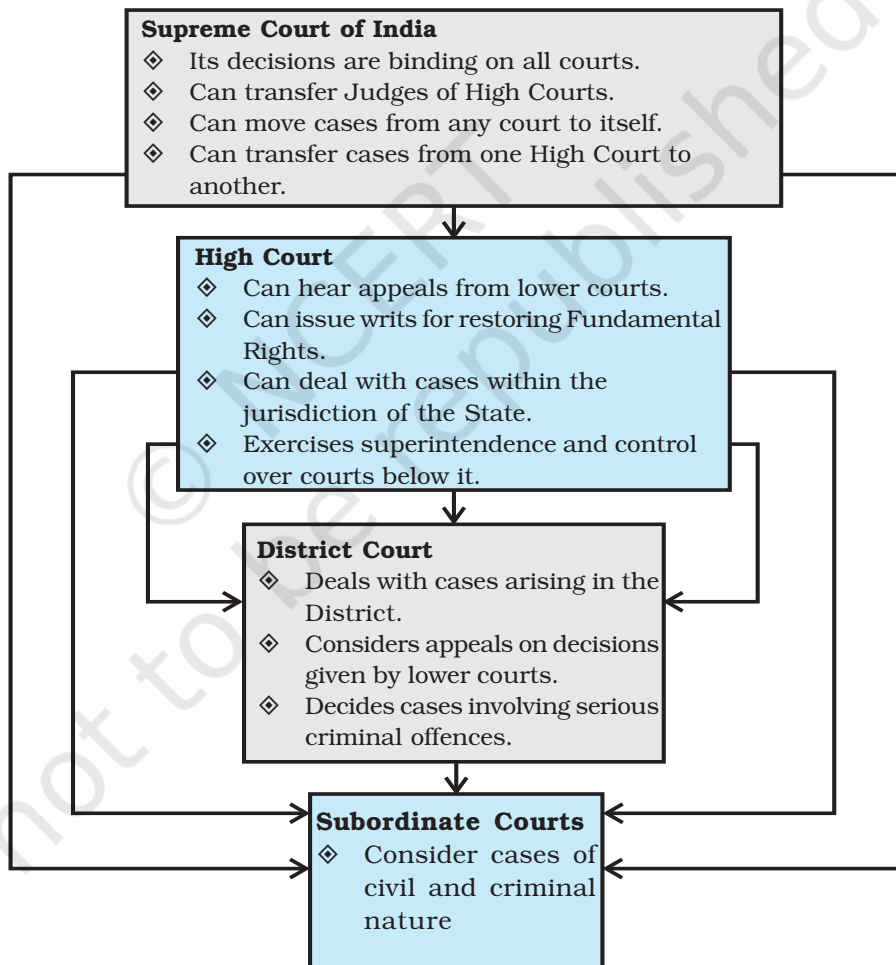 Supreme Court of India
◈ Its decisions are binding on all courts.
◈ Can transfer Judges of High Courts.
◈ Can move cases from any court to itself.
◈ Can transfer cases from one High Court to
another.
High Court
◈ Can hear appeals from lower courts.
◈ Can issue writs for restoring Fundamental
Rights.
◈ Can deal with cases within the
jurisdiction of the State.
◈ Exercises superintendence and control
over courts below it.
District Court
◈ Deals with cases arising in the
District.
◈ Considers appeals on decisions
given by lower courts.
◈ Decides cases involving serious
criminal offences.
Subordinate Courts
◈ Consider cases of
civil and criminal
nature
© NCERT
not to be republished